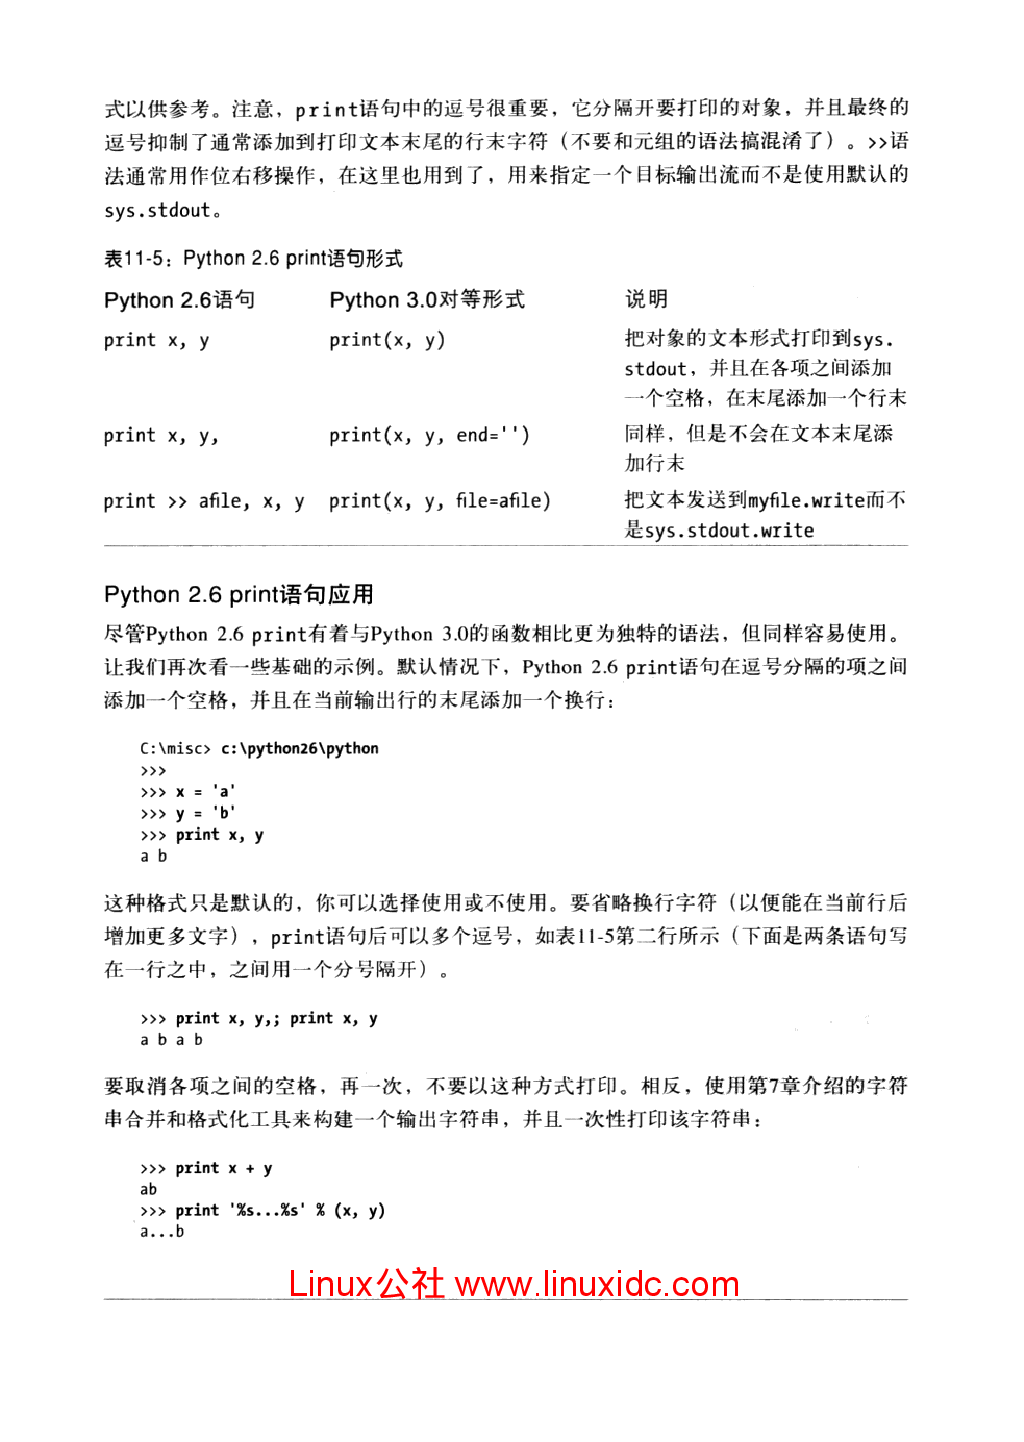 式以供参考。注意，print语句中的逗号很重要，它分隔开要打印的对象，并且最终的
逗号抑制了通常添加到打印文本末尾的行末字符（不要和元组的语法搞混淆了）。>>语
法通常用作位右移操作，在这里也用到了，用来指定一个目标输出流而不是使用默认的
sys.stdout。
表11-5：Python 2.6 print语句形式
Python 2.6语句 Python 3.0对等形式 说明
print x, y print(x, y) 把对象的文本形式打印到sys.
stdout，并且在各项之间添加
一个空格，在末尾添加一个行末
print x, y, print(x, y, end='') 同样，但是不会在文本末尾添
加行末
print >> afile, x, y print(x, y, file=afile) 把文本发送到myfile.write而不
是sys.stdout.write
Python 2.6 print语句应用
尽管Python 2.6 print有着与Python 3.0的函数相比更为独特的语法，但同样容易使用。
让我们再次看一些基础的示例。默认情况下，Python 2.6 print语句在逗号分隔的项之间
添加一个空格，并且在当前输出行的末尾添加一个换行：
C:\misc> c:\python26\python
>>>
>>> x = 'a'
>>> y = 'b'
>>> print x, y
a b
这种格式只是默认的，你可以选择使用或不使用。要省略换行字符（以便能在当前行后
增加更多文字），print语句后可以多个逗号，如表11-5第二行所示（下面是两条语句写
在一行之中，之间用一个分号隔开）。
>>> print x, y,; print x, y
a b a b
要取消各项之间的空格，再一次，不要以这种方式打印。相反，使用第7章介绍的字符
串合并和格式化工具来构建一个输出字符串，并且一次性打印该字符串：
>>> print x + y
ab
>>> print '%s...%s' % (x, y)
a...b
Linux公社 www.linuxidc.com